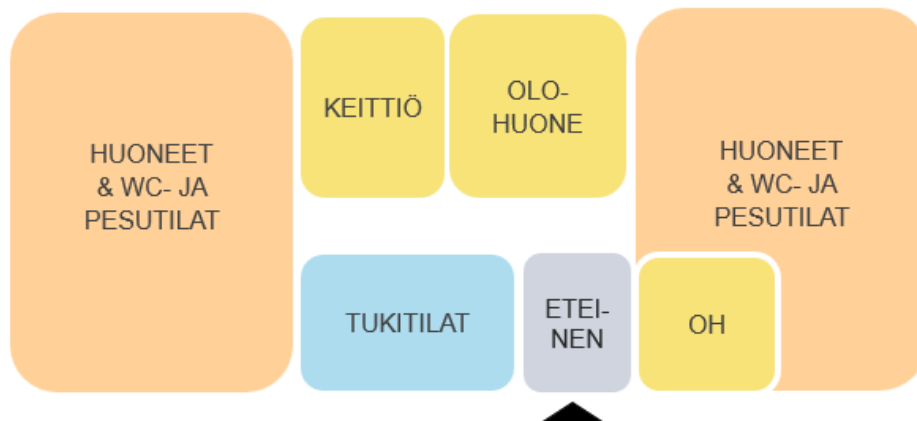 HUONEET
& WC- JA
PESUTILAT
KEITTIÖ
OLO-
HUONE
HUONEET
& WC- JA
PESUTILAT
TUKITILAT
ETEI-
NEN
OH